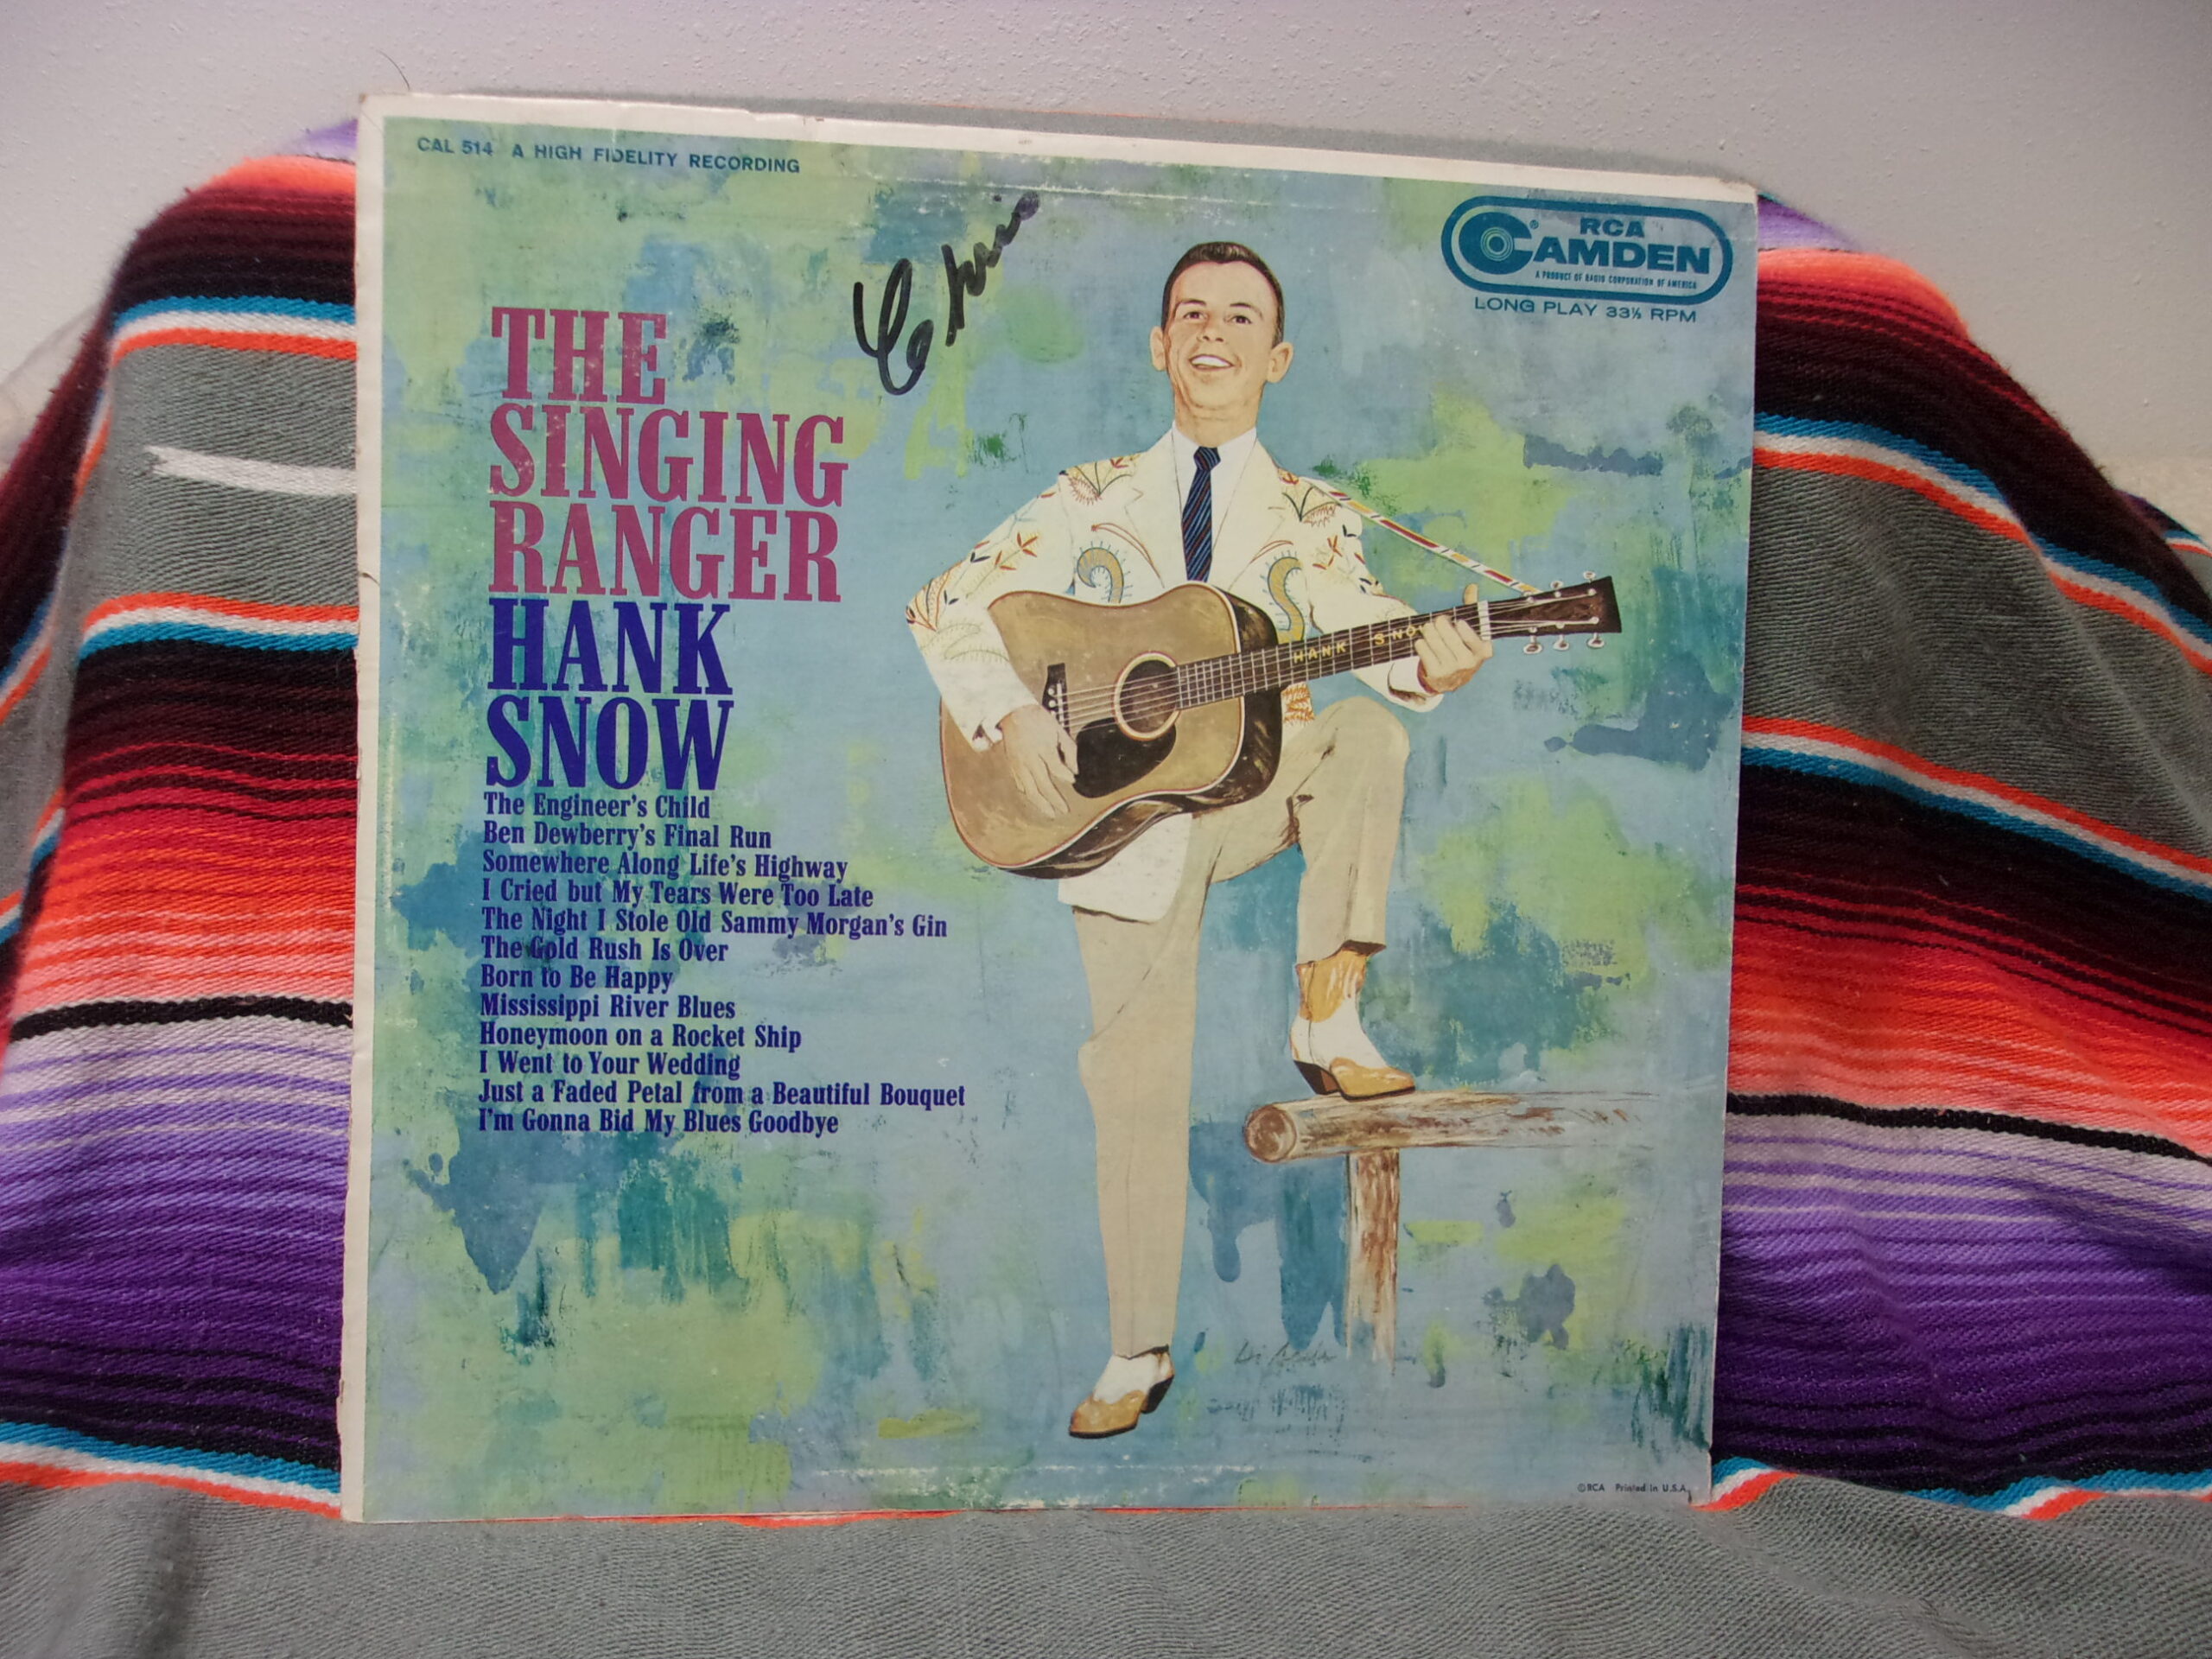 CAL 514 A HIGH FIDELITY RECORDING
Chris
RCA
CAMDEN
A PRODUCT OF RADIO CORPORATION OF AMERICA
LONG PLAY 33⅓ RPM
THE
SINGING
RANGER
HANK
SNOW
HANK SNOW
The Engineer's Child
Ben Dewberry's Final Run
Somewhere Along Life's Highway
I Cried but My Tears Were Too Late
The Night I Stole Old Sammy Morgan's Gin
The Gold Rush Is Over
Born to Be Happy
Mississippi River Blues
Honeymoon on a Rocket Ship
I Went to Your Wedding
Just a Faded Petal from a Beautiful Bouquet
I'm Gonna Bid My Blues Goodbye
©RCA Printed in U.S.A.